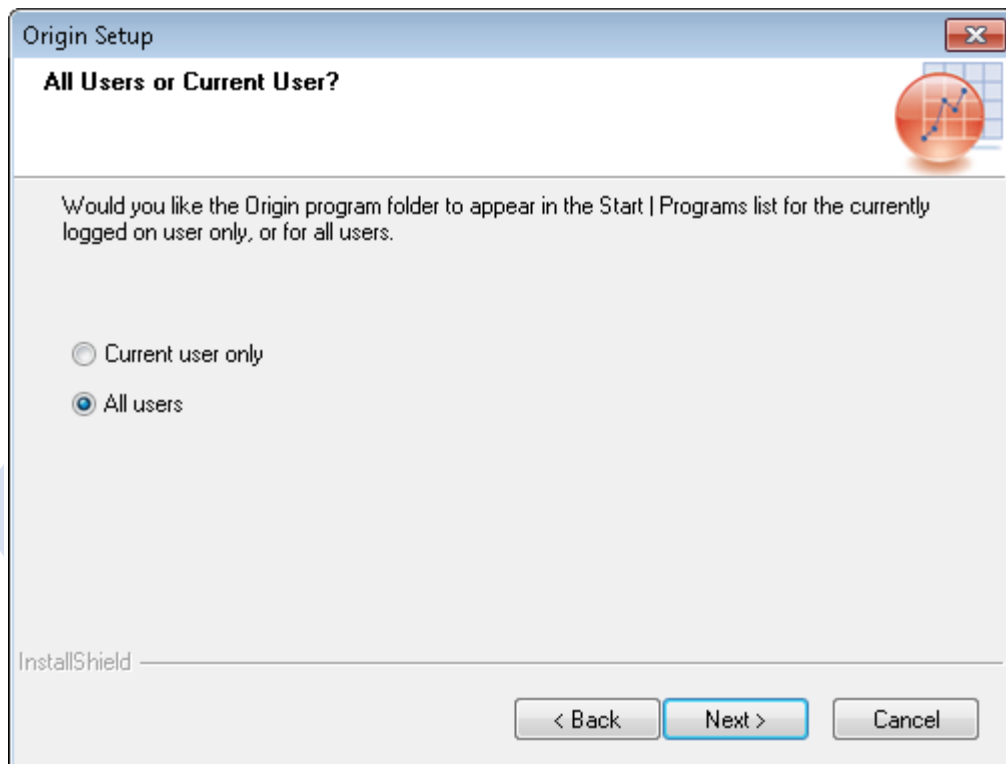 Origin Setup
All Users or Current User?
Would you like the Origin program folder to appear in the Start | Programs list for the currently
logged on user only, or for all users.
Current user only
All users
InstallShield
< Back Next > Cancel